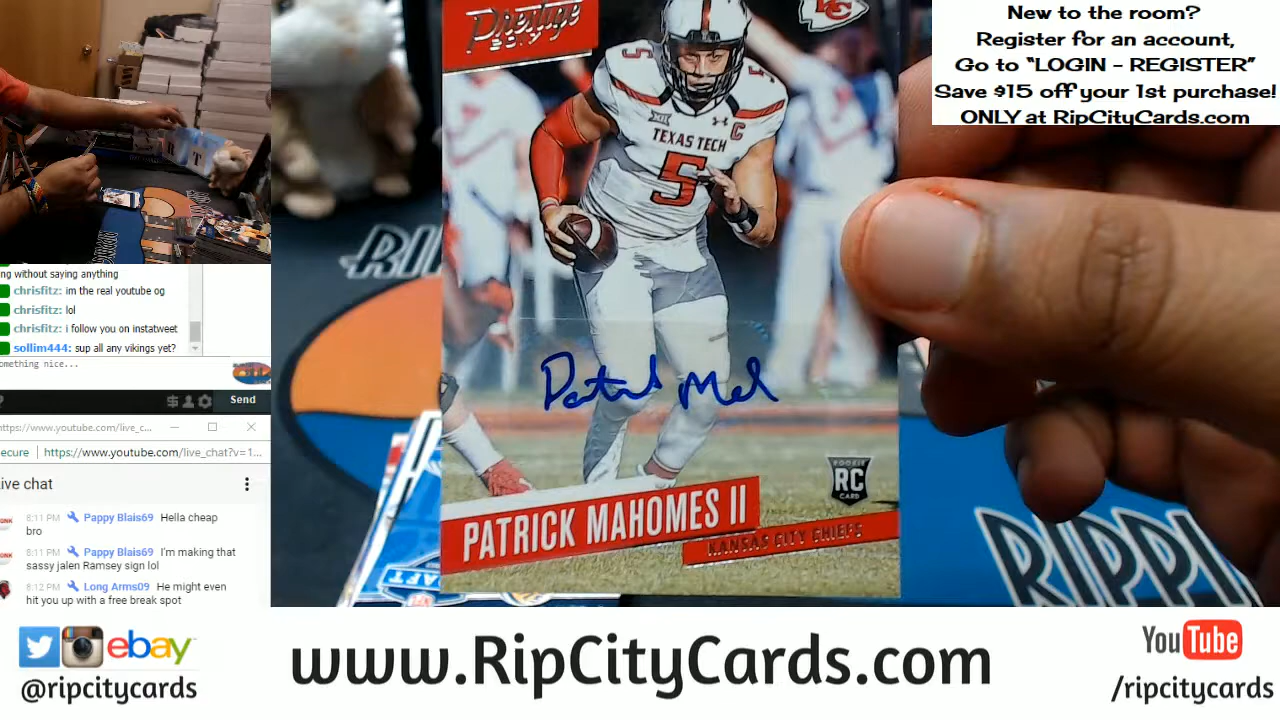 New to the room?
Register for an account,
Go to “LOGIN - REGISTER”
Save $15 off your 1st purchase!
ONLY at RipCityCards.com
Prestige
KC
5
XII
TEXAS TECH
C
5
Patrick Mah
ROOKIE
RC
CARD
PATRICK MAHOMES II
KANSAS CITY CHIEFS
DRAFT
RIPPI
ng without saying anything
chrisfitz: im the real youtube og
chrisfitz: lol
chrisfitz: i follow you on instatweet
sollim444: sup all any vikings yet?
omething nice...
Send
https://www.youtube.com/live_c...
ecure https://www.youtube.com/live_chat?v=1...
ive chat
8:11 PM Pappy Blais69 Hella cheap
bro
8:11 PM Pappy Blais69 I'm making that
sassy jalen Ramsey sign lol
8:12 PM Long Arms09 He might even
hit you up with a free break spot
ebay
@ripcitycards
www.RipCityCards.com
YouTube
/ripcitycards